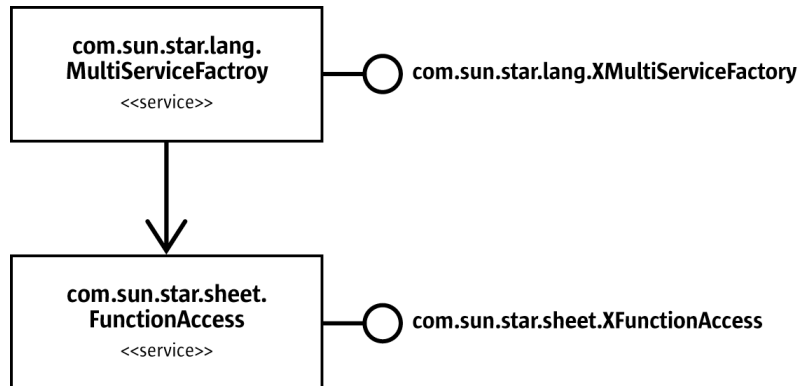 com.sun.star.lang.
MultiServiceFactroy
<<service>>
com.sun.star.lang.XMultiServiceFactory
com.sun.star.sheet.
FunctionAccess
<<service>>
com.sun.star.sheet.XFunctionAccess